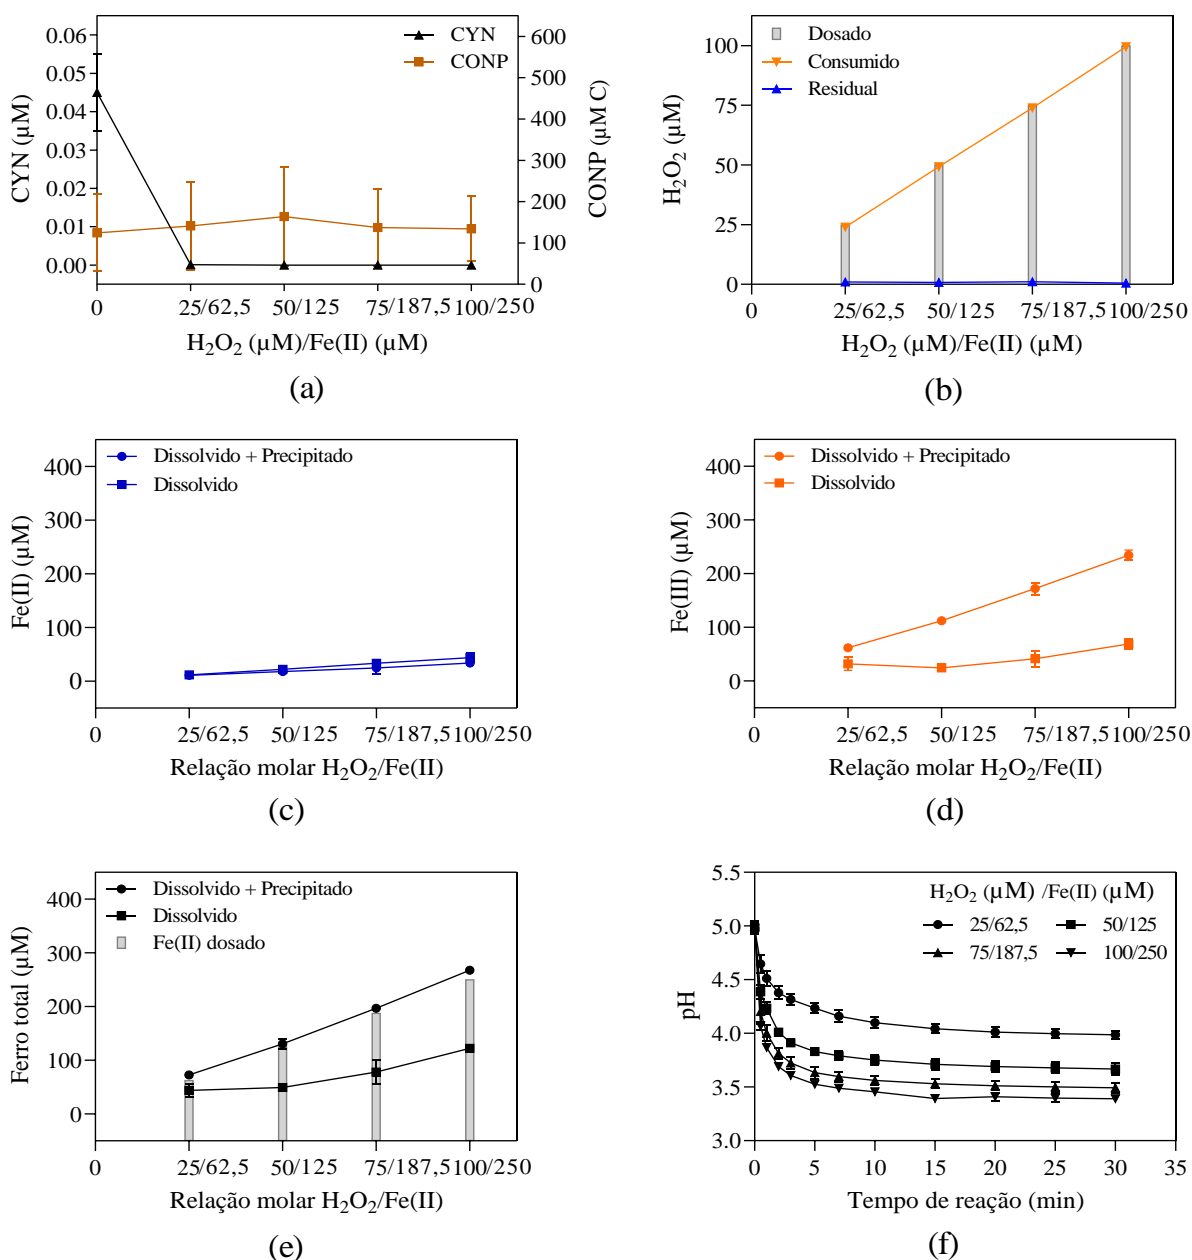 CYN
CONP
CYN (µM)
0.06
0.05
0.04
0.03
0.02
0.01
0.00
CONP (µM C)
600
500
400
300
200
100
0
0 25/62,5 50/125 75/187,5 100/250
H₂O₂ (µM)/Fe(II) (µM)
(a)
Dosado
Consumido
Residual
H₂O₂ (µM)
100
75
50
25
0
0 25/62,5 50/125 75/187,5 100/250
H₂O₂ (µM)/Fe(II) (µM)
(b)
Dissolvido + Precipitado
Dissolvido
Fe(II) (µM)
400
300
200
100
0
0 25/62,5 50/125 75/187,5 100/250
Relação molar H₂O₂/Fe(II)
(c)
Dissolvido + Precipitado
Dissolvido
Fe(III) (µM)
400
300
200
100
0
0 25/62,5 50/125 75/187,5 100/250
Relação molar H₂O₂/Fe(II)
(d)
Dissolvido + Precipitado
Dissolvido
Fe(II) dosado
Ferro total (µM)
400
300
200
100
0
0 25/62,5 50/125 75/187,5 100/250
Relação molar H₂O₂/Fe(II)
(e)
H₂O₂ (µM) /Fe(II) (µM)
25/62,5 50/125
75/187,5 100/250
pH
5.5
5.0
4.5
4.0
3.5
3.0
0 5 10 15 20 25 30 35
Tempo de reação (min)
(f)